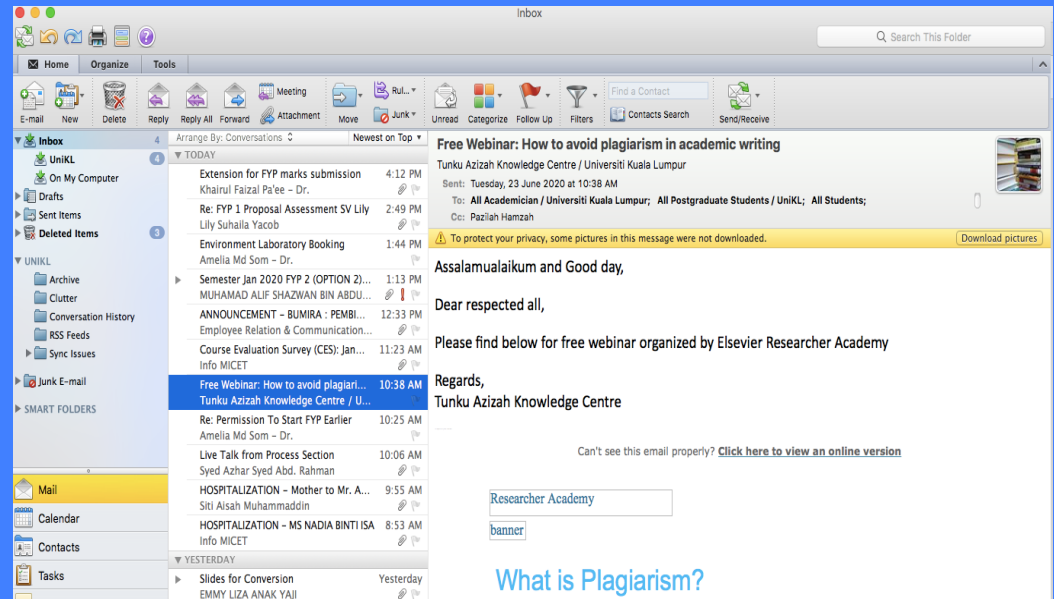 Inbox
Search This Folder
Home Organize Tools
E-mail New Delete Reply Reply All Forward Meeting Attachment Move Rul... Junk Unread Categorize Follow Up Filters Find a Contact Contacts Search Send/Receive
Inbox 4
UniKL 4
On My Computer
Drafts
Sent Items
Deleted Items 3
UNIKL
Archive
Clutter
Conversation History
RSS Feeds
Sync Issues
Junk E-mail
SMART FOLDERS
Mail
Calendar
Contacts
Tasks
Arrange By: Conversations Newest on Top
TODAY
Extension for FYP marks submission 4:12 PM
Khairul Faizal Pa'ee – Dr.
Re: FYP 1 Proposal Assessment SV Lily 2:49 PM
Lily Suhaila Yacob
Environment Laboratory Booking 1:44 PM
Amelia Md Som – Dr.
Semester Jan 2020 FYP 2 (OPTION 2)... 1:13 PM
MUHAMAD ALIF SHAZWAN BIN ABDU...
ANNOUNCEMENT – BUMIRA : PEMBI... 12:33 PM
Employee Relation & Communication...
Course Evaluation Survey (CES): Jan... 11:23 AM
Info MICET
Free Webinar: How to avoid plagiari... 10:38 AM
Tunku Azizah Knowledge Centre / U...
Re: Permission To Start FYP Earlier 10:25 AM
Amelia Md Som – Dr.
Live Talk from Process Section 10:06 AM
Syed Azhar Syed Abd. Rahman
HOSPITALIZATION – Mother to Mr. A... 9:55 AM
Siti Aisah Muhammaddin
HOSPITALIZATION – MS NADIA BINTI ISA 8:53 AM
Info MICET
YESTERDAY
Slides for Conversion Yesterday
EMMY LIZA ANAK YAJI
Free Webinar: How to avoid plagiarism in academic writing
Tunku Azizah Knowledge Centre / Universiti Kuala Lumpur
Sent: Tuesday, 23 June 2020 at 10:38 AM
To: All Academician / Universiti Kuala Lumpur; All Postgraduate Students / UniKL; All Students;
Cc: Pazilah Hamzah
To protect your privacy, some pictures in this message were not downloaded. Download pictures
Assalamualaikum and Good day,
Dear respected all,
Please find below for free webinar organized by Elsevier Researcher Academy
Regards,
Tunku Azizah Knowledge Centre
Can't see this email properly? Click here to view an online version
Researcher Academy
banner
What is Plagiarism?